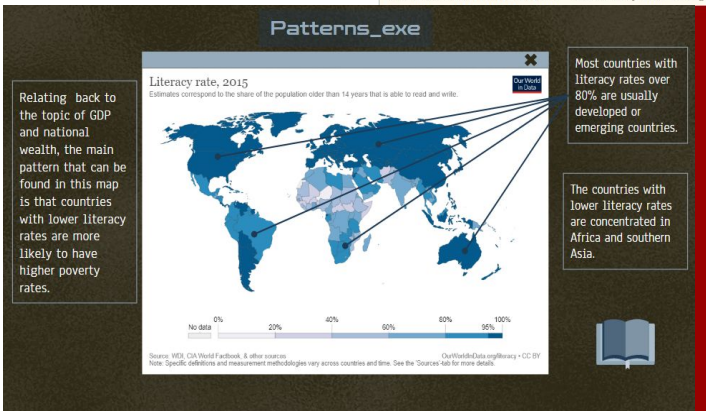 Patterns_exe
Relating back to
the topic of GDP
and national
wealth, the main
pattern that can be
found in this map
is that countries
with lower literacy
rates are more
likely to have
higher poverty
rates.
Literacy rate, 2015
Estimates correspond to the share of the population older than 14 years that is able to read and write.
Our World
in Data
No data
0%
20%
40%
60%
80%
95%
100%
Source: WDI, CIA World Factbook, & other sources
OurWorldInData.org/literacy • CC BY
Note: Specific definitions and measurement methodologies vary across countries and time. See the 'Sources'-tab for more details.
Most countries with
literacy rates over
80% are usually
developed or
emerging countries.
The countries with
lower literacy rates
are concentrated in
Africa and southern
Asia.